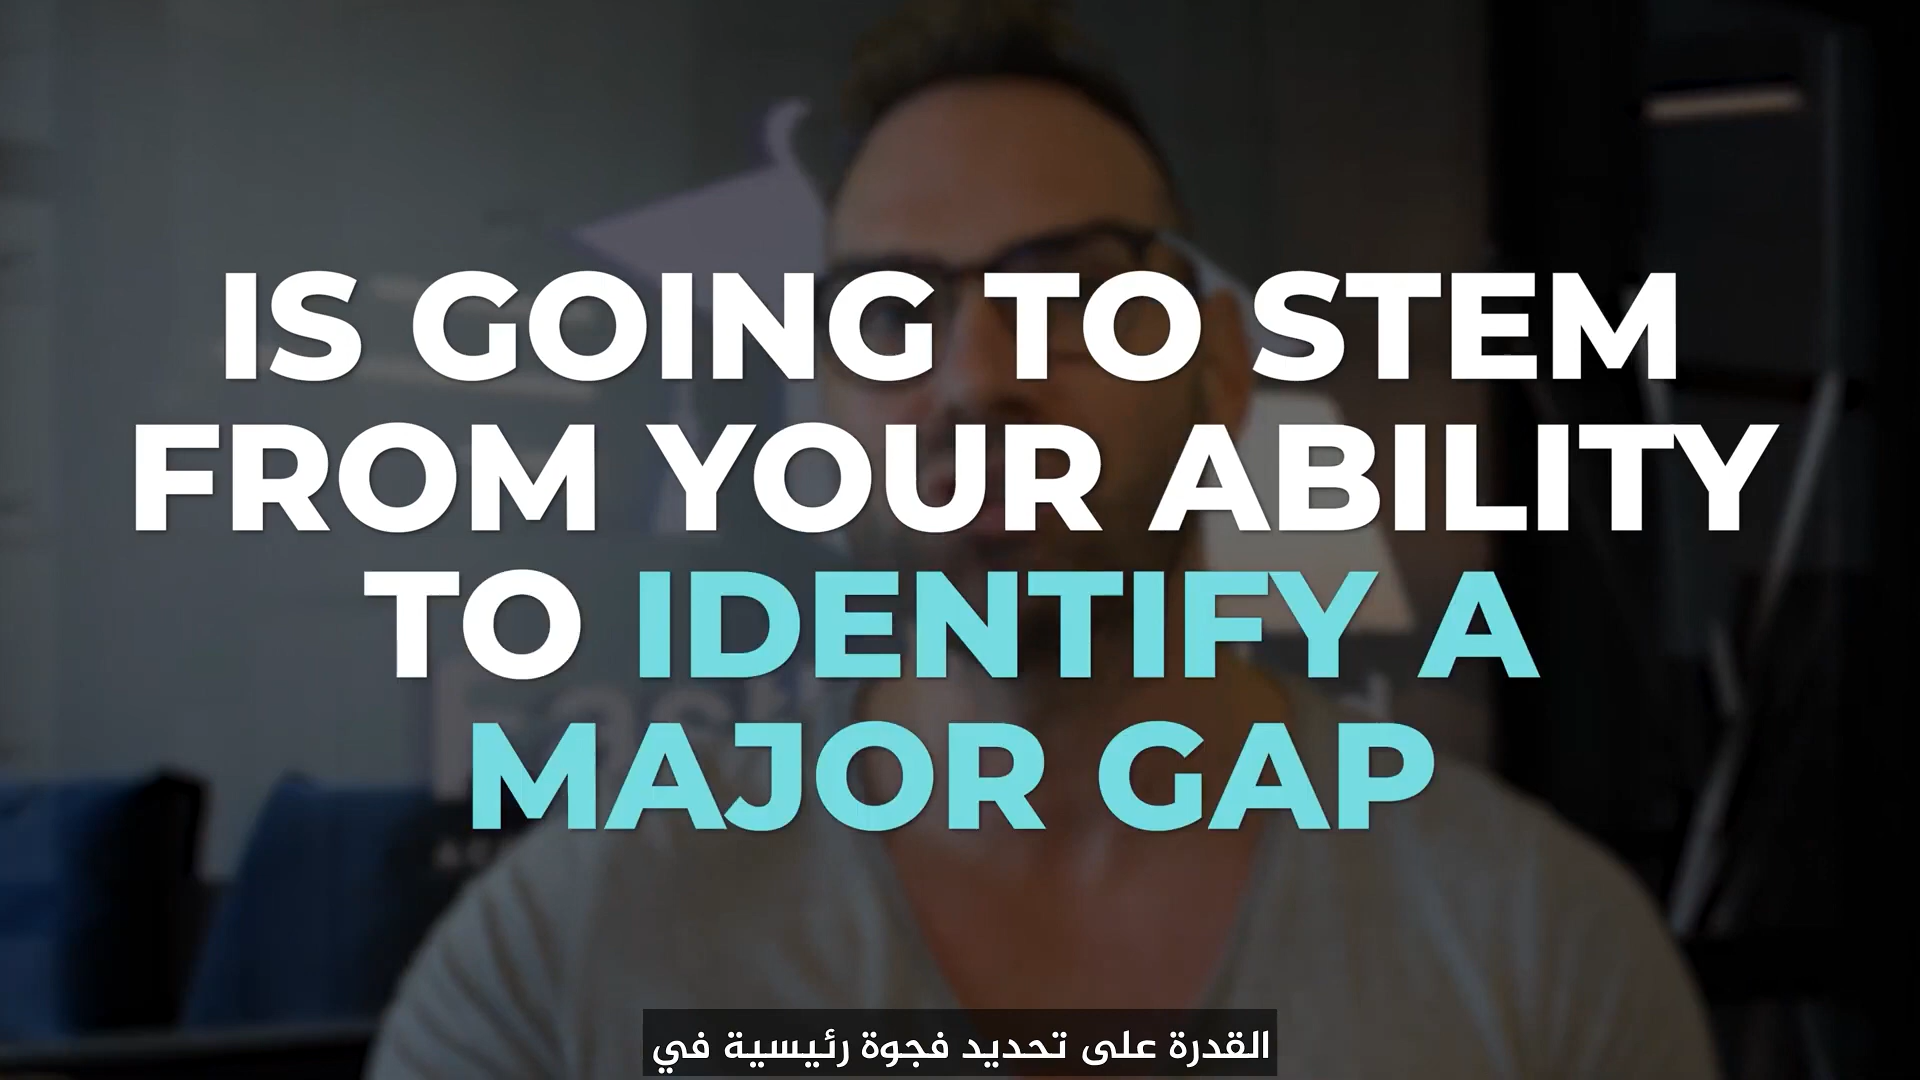 IS GOING TO STEM
FROM YOUR ABILITY
TO IDENTIFY A
MAJOR GAP
القدرة على تحديد فجوة رئيسية في